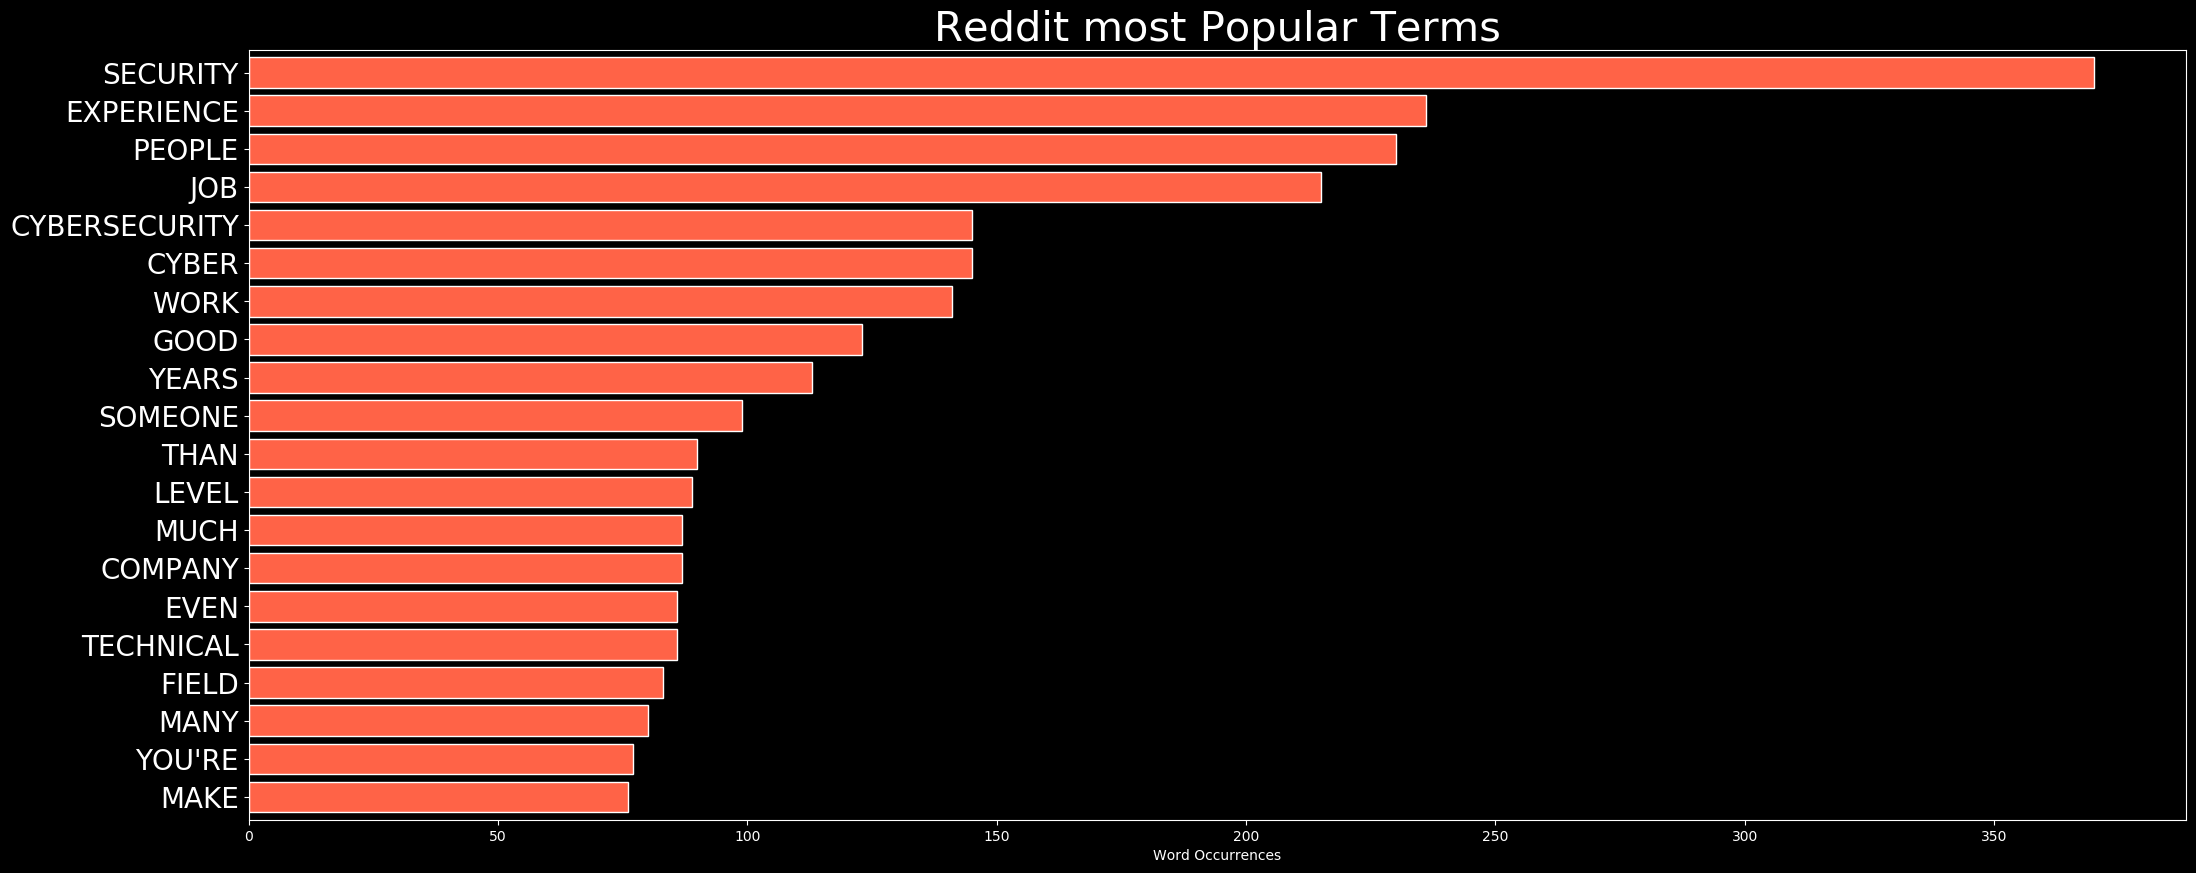 Reddit most Popular Terms
SECURITY
EXPERIENCE
PEOPLE
JOB
CYBERSECURITY
CYBER
WORK
GOOD
YEARS
SOMEONE
THAN
LEVEL
MUCH
COMPANY
EVEN
TECHNICAL
FIELD
MANY
YOU'RE
MAKE
0 50 100 150 200 250 300 350
Word Occurrences